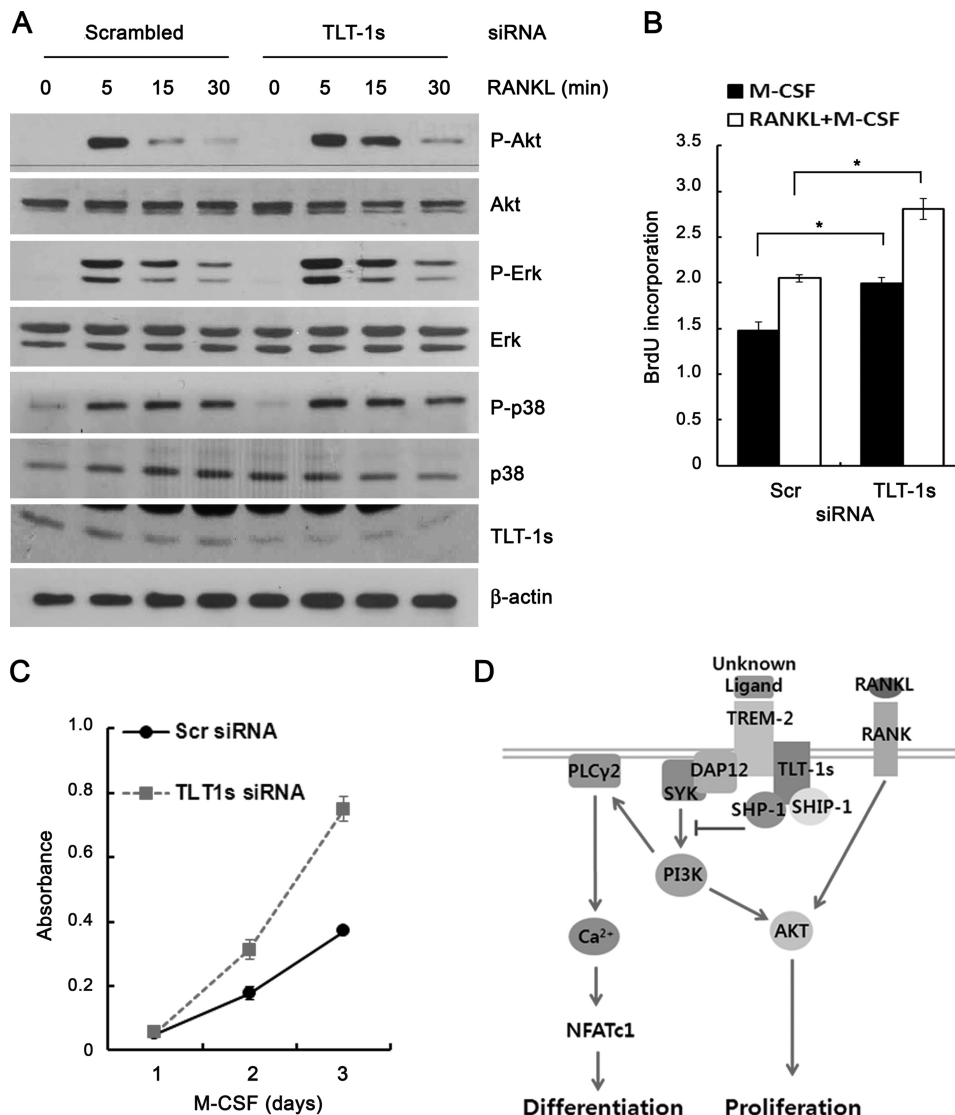 A
Scrambled TLT-1s siRNA
0 5 15 30 0 5 15 30 RANKL (min)
P-Akt
Akt
P-Erk
Erk
P-p38
p38
TLT-1s
β-actin
B
M-CSF
RANKL+M-CSF
BrdU incorporation
3.5
3.0
2.5
2.0
1.5
1.0
0.5
0
*
*
Scr TLT-1s
siRNA
C
Scr siRNA
TLT1s siRNA
Absorbance
1.0
0.8
0.6
0.4
0.2
0
1 2 3
M-CSF (days)
D
Unknown
Ligand
RANKL
TREM-2
RANK
PLCγ2
DAP12
TLT-1s
SYK
SHP-1
SHIP-1
PI3K
Ca²⁺
AKT
NFATc1
Differentiation
Proliferation